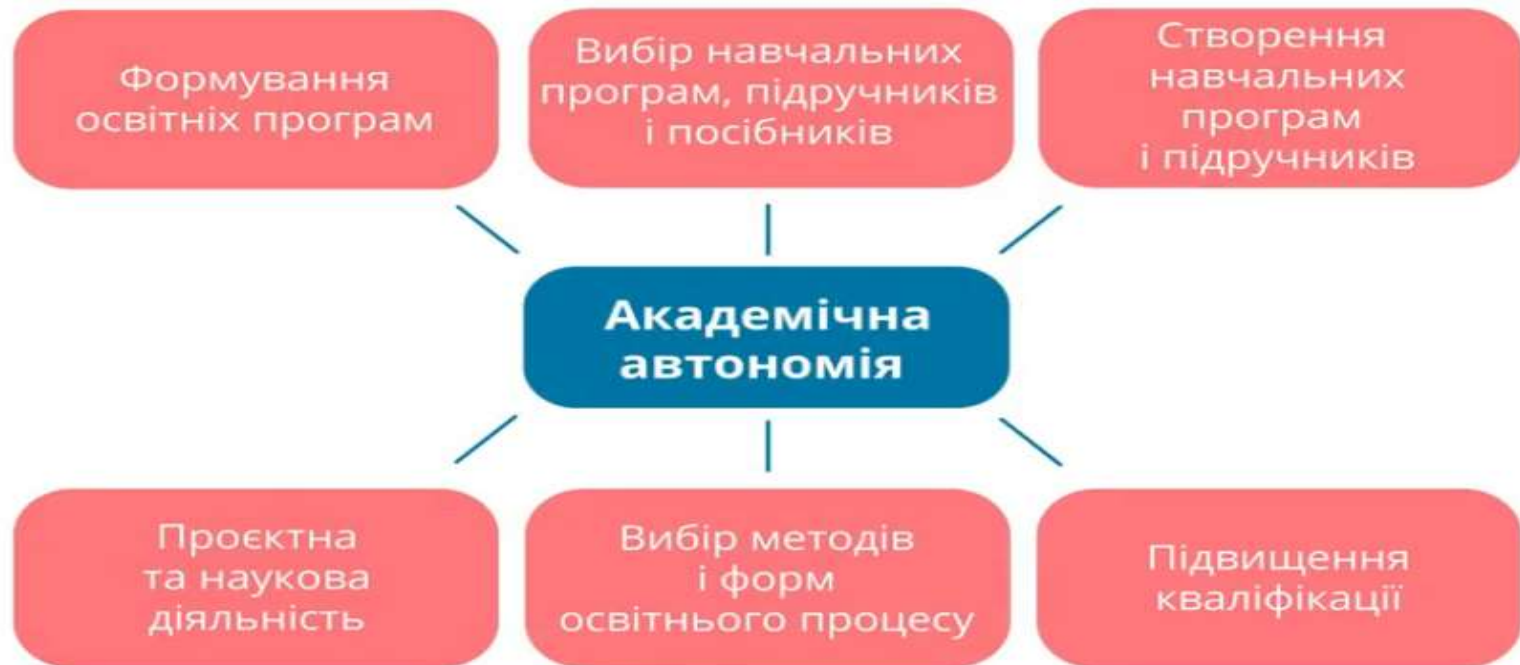 Формування
освітніх програм
Вибір навчальних
програм, підручників
і посібників
Створення
навчальних
програм
і підручників
Академічна
автономія
Проєктна
та наукова
діяльність
Вибір методів
і форм
освітнього процесу
Підвищення
кваліфікації